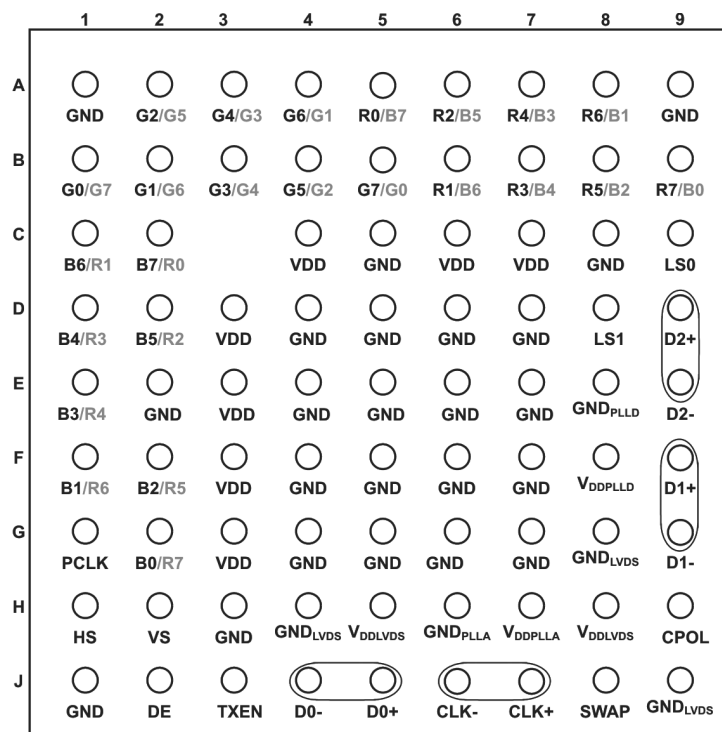 1 2 3 4 5 6 7 8 9
A
GND G2/G5 G4/G3 G6/G1 R0/B7 R2/B5 R4/B3 R6/B1 GND
B
G0/G7 G1/G6 G3/G4 G5/G2 G7/G0 R1/B6 R3/B4 R5/B2 R7/B0
C
B6/R1 B7/R0 VDD GND VDD VDD GND LS0
D
B4/R3 B5/R2 VDD GND GND GND GND LS1 D2+
E
B3/R4 GND VDD GND GND GND GND GNDPLLD D2-
F
B1/R6 B2/R5 VDD GND GND GND GND VDDPLLD D1+
G
PCLK B0/R7 VDD GND GND GND GND GNDLVDS D1-
H
HS VS GND GNDLVDS VDDLVDS GNDPLLA VDDPLLA VDDLVDS CPOL
J
GND DE TXEN D0- D0+ CLK- CLK+ SWAP GNDLVDS